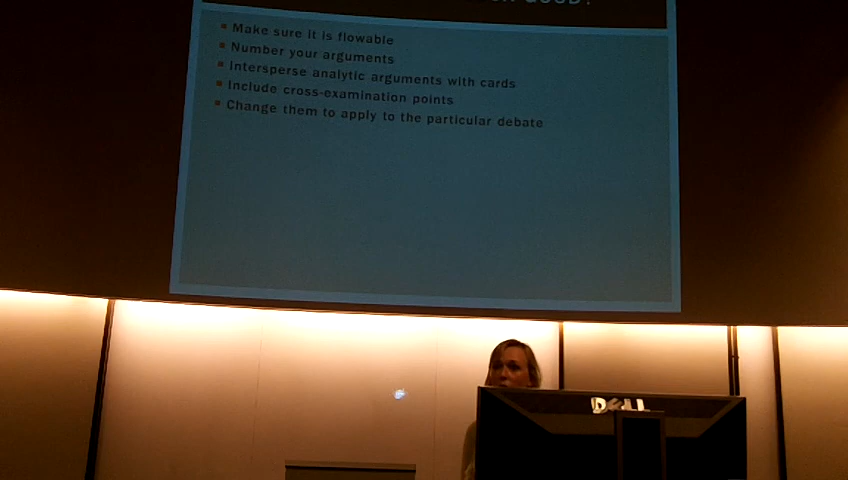 GOOD?
Make sure it is flowable
Number your arguments
Intersperse analytic arguments with cards
Include cross-examination points
Change them to apply to the particular debate
DELL